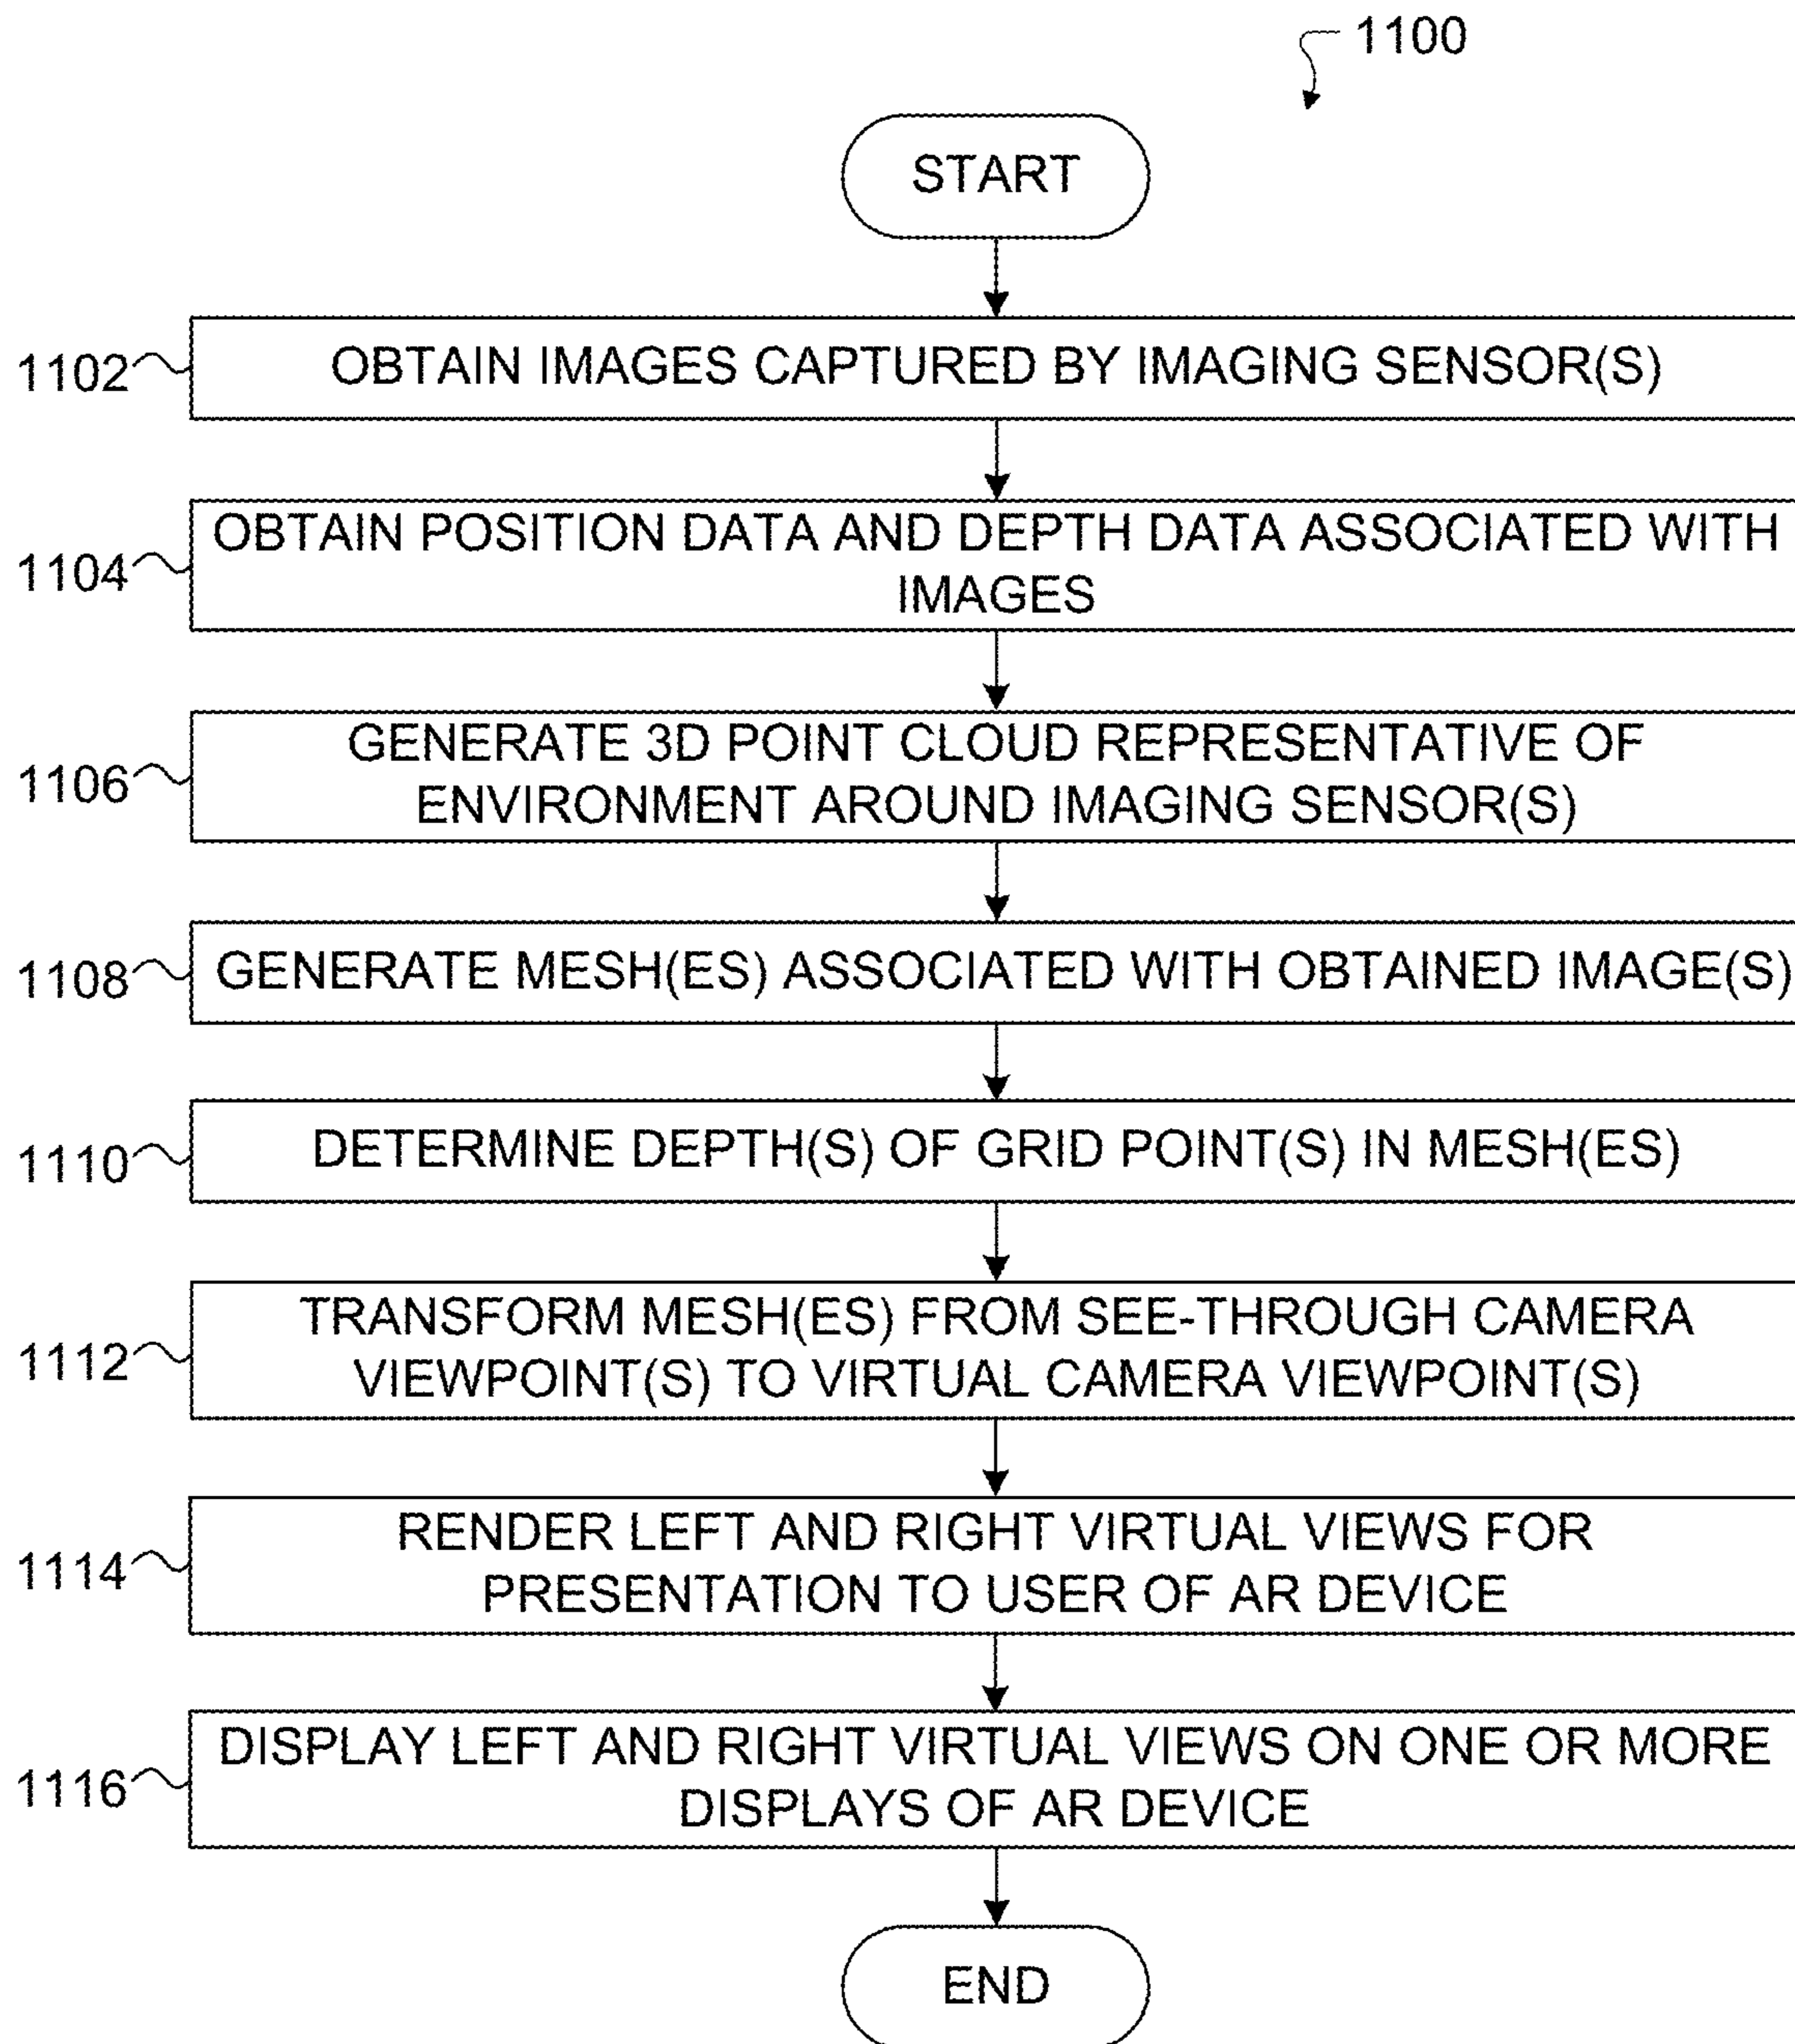 1100
START
1102
OBTAIN IMAGES CAPTURED BY IMAGING SENSOR(S)
1104
OBTAIN POSITION DATA AND DEPTH DATA ASSOCIATED WITH
IMAGES
1106
GENERATE 3D POINT CLOUD REPRESENTATIVE OF
ENVIRONMENT AROUND IMAGING SENSOR(S)
1108
GENERATE MESH(ES) ASSOCIATED WITH OBTAINED IMAGE(S)
1110
DETERMINE DEPTH(S) OF GRID POINT(S) IN MESH(ES)
1112
TRANSFORM MESH(ES) FROM SEE-THROUGH CAMERA
VIEWPOINT(S) TO VIRTUAL CAMERA VIEWPOINT(S)
1114
RENDER LEFT AND RIGHT VIRTUAL VIEWS FOR
PRESENTATION TO USER OF AR DEVICE
1116
DISPLAY LEFT AND RIGHT VIRTUAL VIEWS ON ONE OR MORE
DISPLAYS OF AR DEVICE
END